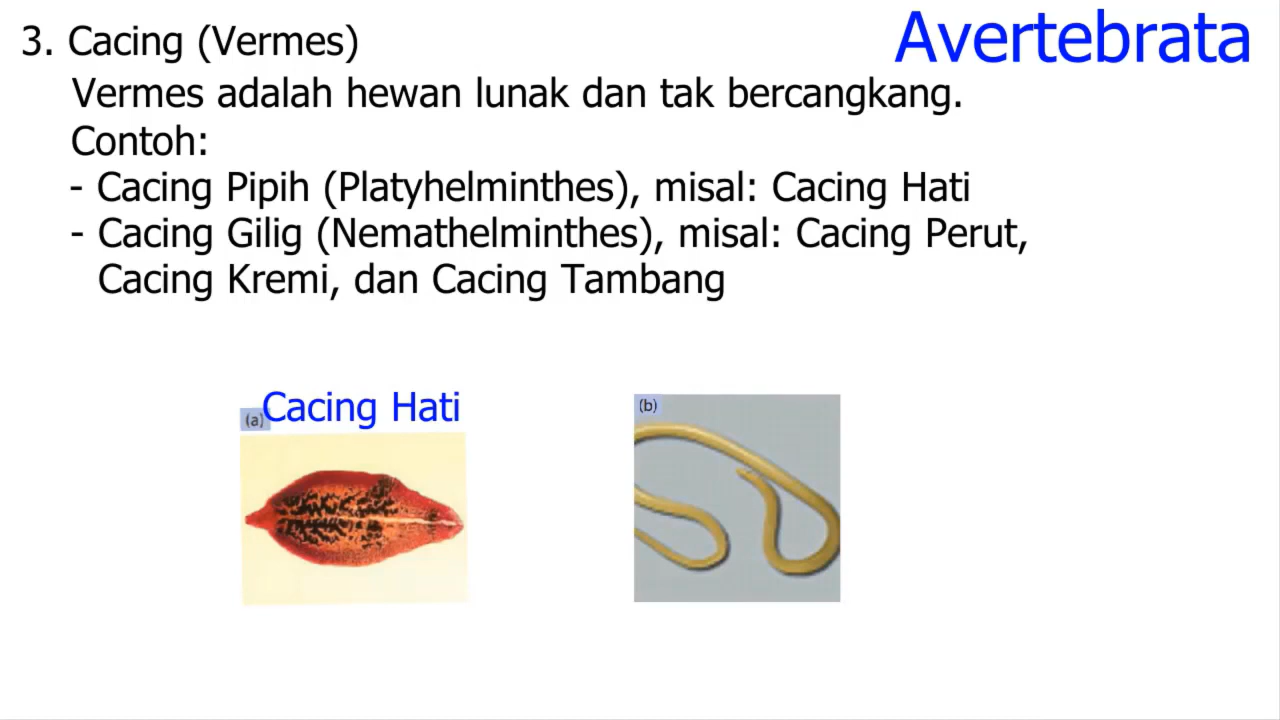 Avertebrata
3. Cacing (Vermes)
Vermes adalah hewan lunak dan tak bercangkang.
Contoh:
- Cacing Pipih (Platyhelminthes), misal: Cacing Hati
- Cacing Gilig (Nemathelminthes), misal: Cacing Perut,
Cacing Kremi, dan Cacing Tambang
(a) Cacing Hati
(b)